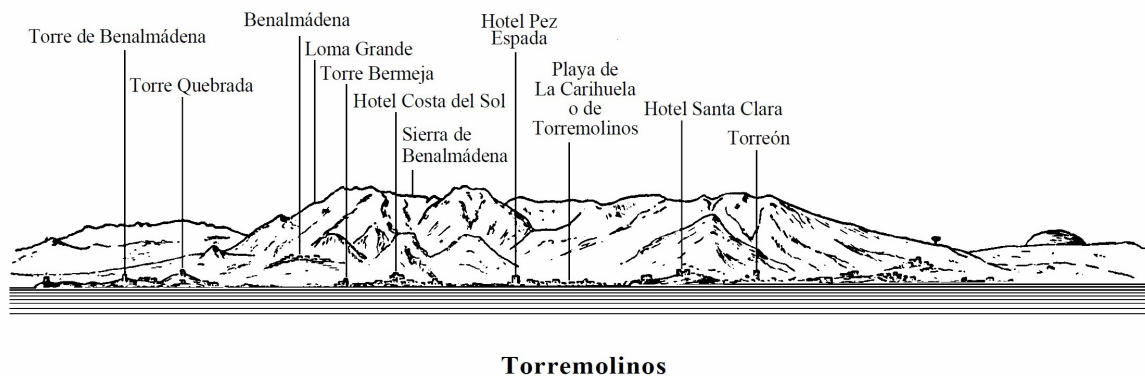 Torre de Benalmádena
Torre Quebrada
Benalmádena
Loma Grande
Torre Bermeja
Hotel Costa del Sol
Sierra de
Benalmádena
Hotel Pez
Espada
Playa de
La Carihuela
o de
Torremolinos
Hotel Santa Clara
Torreón
Torremolinos